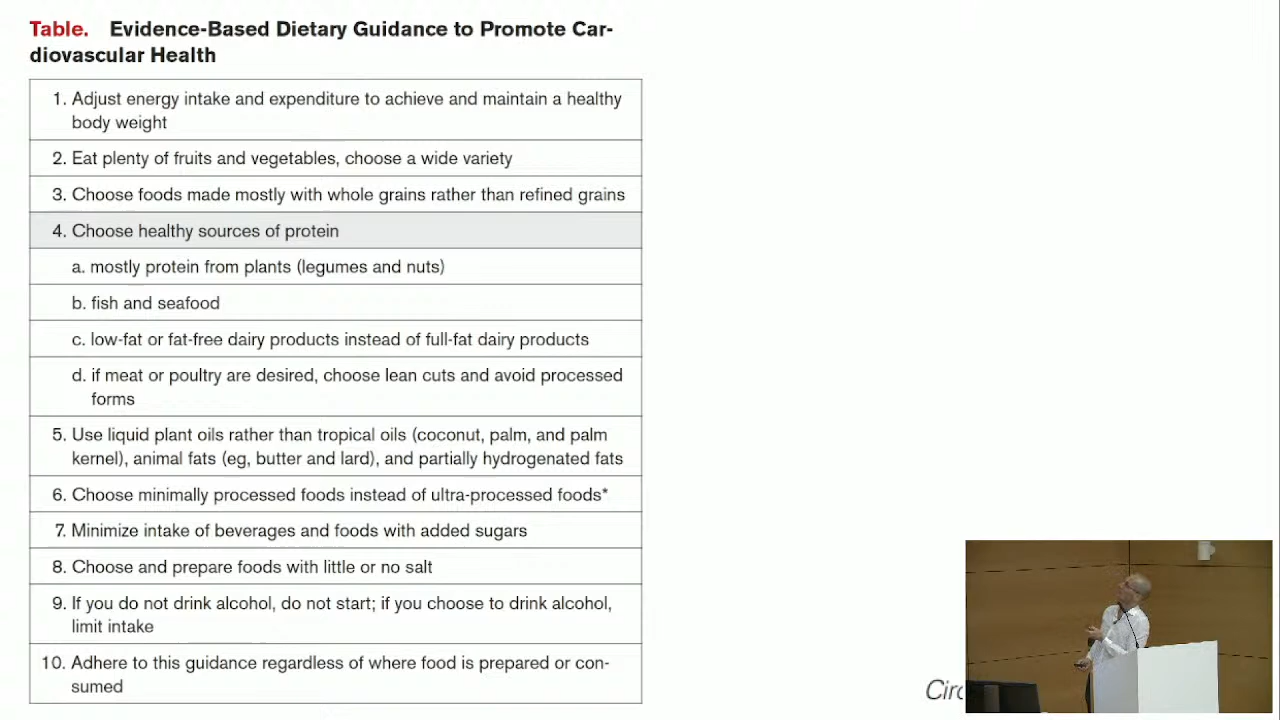 Table. Evidence-Based Dietary Guidance to Promote Car-
diovascular Health
1. Adjust energy intake and expenditure to achieve and maintain a healthy
body weight
2. Eat plenty of fruits and vegetables, choose a wide variety
3. Choose foods made mostly with whole grains rather than refined grains
4. Choose healthy sources of protein
a. mostly protein from plants (legumes and nuts)
b. fish and seafood
c. low-fat or fat-free dairy products instead of full-fat dairy products
d. if meat or poultry are desired, choose lean cuts and avoid processed
forms
5. Use liquid plant oils rather than tropical oils (coconut, palm, and palm
kernel), animal fats (eg, butter and lard), and partially hydrogenated fats
6. Choose minimally processed foods instead of ultra-processed foods*
7. Minimize intake of beverages and foods with added sugars
8. Choose and prepare foods with little or no salt
9. If you do not drink alcohol, do not start; if you choose to drink alcohol,
limit intake
10. Adhere to this guidance regardless of where food is prepared or con-
sumed